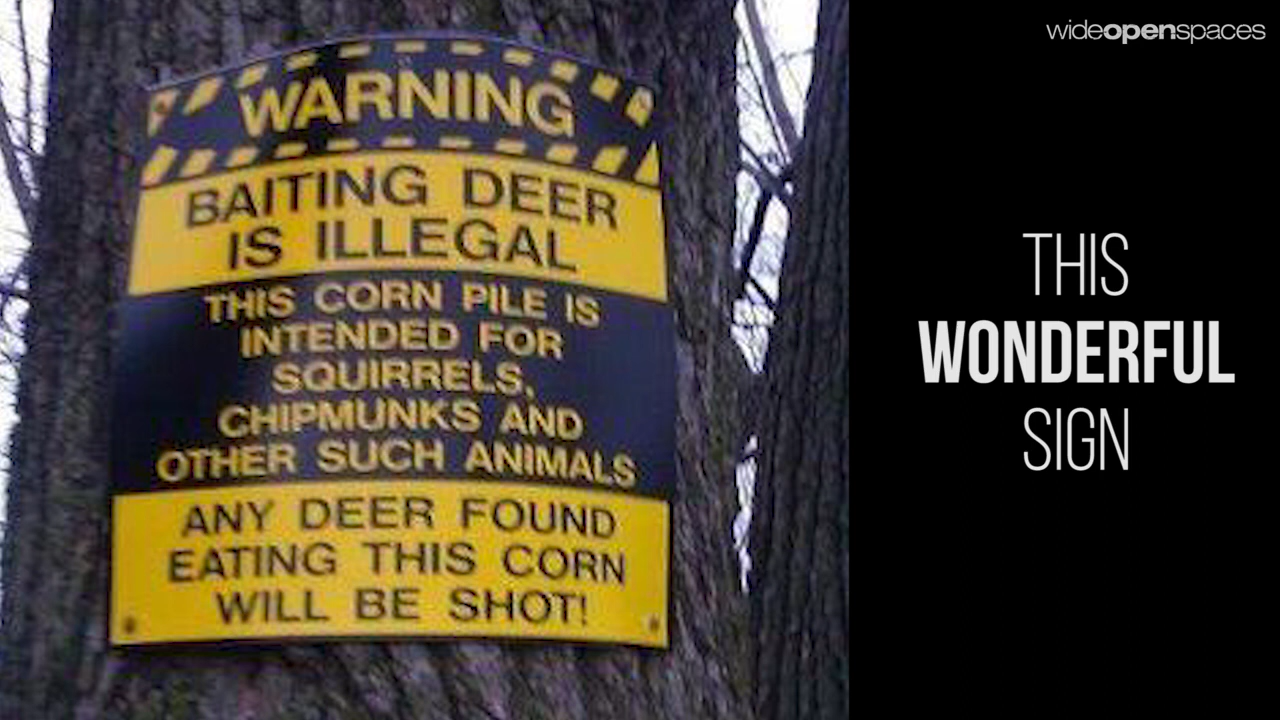 WARNING
BAITING DEER
IS ILLEGAL
THIS CORN PILE IS
INTENDED FOR
SQUIRRELS,
CHIPMUNKS AND
OTHER SUCH ANIMALS
ANY DEER FOUND
EATING THIS CORN
WILL BE SHOT!
wideopenspaces
THIS
WONDERFUL
SIGN